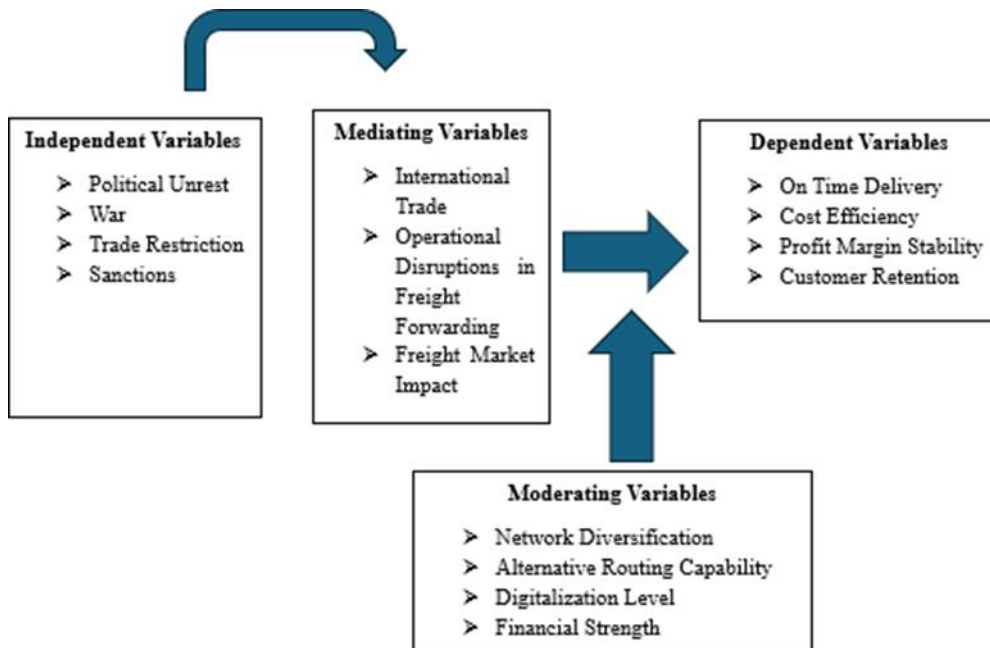 Independent Variables
➤ Political Unrest
➤ War
➤ Trade Restriction
➤ Sanctions
Mediating Variables
➤ International
Trade
➤ Operational
Disruptions in
Freight
Forwarding
➤ Freight Market
Impact
Dependent Variables
➤ On Time Delivery
➤ Cost Efficiency
➤ Profit Margin Stability
➤ Customer Retention
Moderating Variables
➤ Network Diversification
➤ Alternative Routing Capability
➤ Digitalization Level
➤ Financial Strength